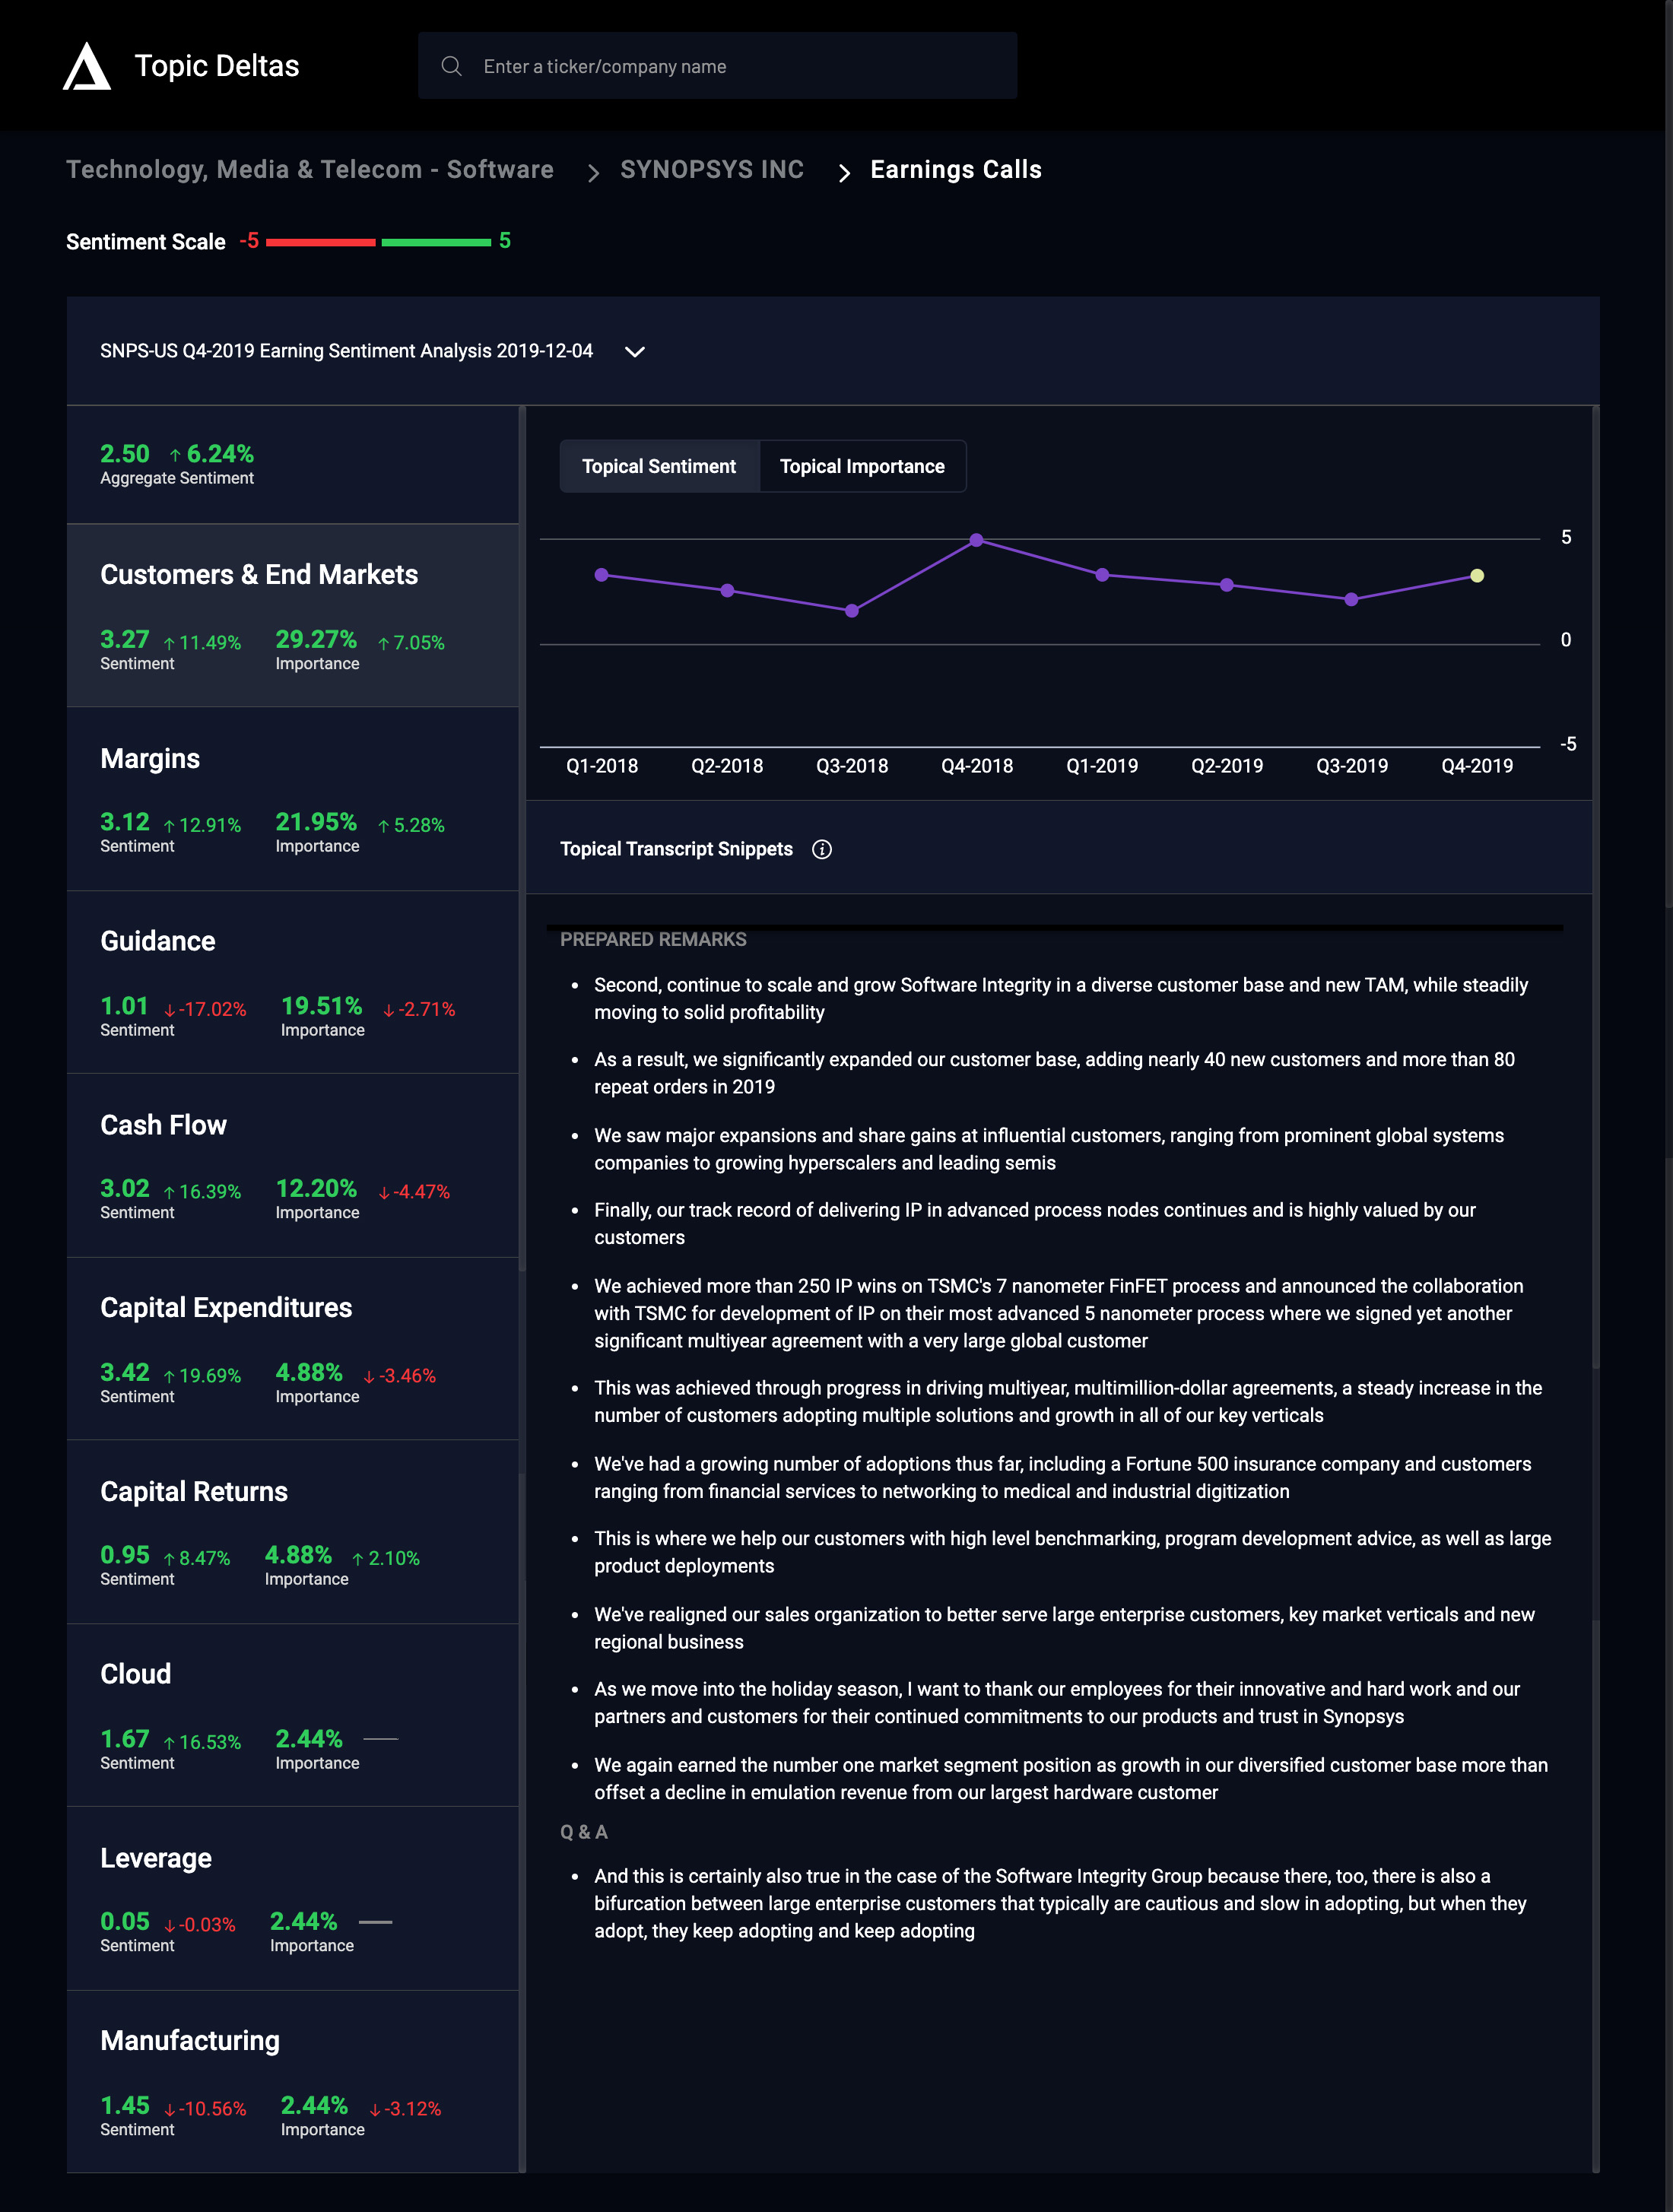 Topic Deltas
Enter a ticker/company name
Technology, Media & Telecom - Software > SYNOPSYS INC > Earnings Calls
Sentiment Scale -5 5
SNPS-US Q4-2019 Earning Sentiment Analysis 2019-12-04
2.50 ↑ 6.24%
Aggregate Sentiment
Customers & End Markets
3.27 ↑ 11.49% 29.27% ↑ 7.05%
Sentiment Importance
Margins
3.12 ↑ 12.91% 21.95% ↑ 5.28%
Sentiment Importance
Guidance
1.01 ↓ -17.02% 19.51% ↓ -2.71%
Sentiment Importance
Cash Flow
3.02 ↑ 16.39% 12.20% ↓ -4.47%
Sentiment Importance
Capital Expenditures
3.42 ↑ 19.69% 4.88% ↓ -3.46%
Sentiment Importance
Capital Returns
0.95 ↑ 8.47% 4.88% ↑ 2.10%
Sentiment Importance
Cloud
1.67 ↑ 16.53% 2.44%
Sentiment Importance
Leverage
0.05 ↓ -0.03% 2.44%
Sentiment Importance
Manufacturing
1.45 ↓ -10.56% 2.44% ↓ -3.12%
Sentiment Importance
Topical Sentiment Topical Importance
5
0
-5
Q1-2018 Q2-2018 Q3-2018 Q4-2018 Q1-2019 Q2-2019 Q3-2019 Q4-2019
Topical Transcript Snippets
PREPARED REMARKS
• Second, continue to scale and grow Software Integrity in a diverse customer base and new TAM, while steadily
moving to solid profitability
• As a result, we significantly expanded our customer base, adding nearly 40 new customers and more than 80
repeat orders in 2019
• We saw major expansions and share gains at influential customers, ranging from prominent global systems
companies to growing hyperscalers and leading semis
• Finally, our track record of delivering IP in advanced process nodes continues and is highly valued by our
customers
• We achieved more than 250 IP wins on TSMC's 7 nanometer FinFET process and announced the collaboration
with TSMC for development of IP on their most advanced 5 nanometer process where we signed yet another
significant multiyear agreement with a very large global customer
• This was achieved through progress in driving multiyear, multimillion-dollar agreements, a steady increase in the
number of customers adopting multiple solutions and growth in all of our key verticals
• We've had a growing number of adoptions thus far, including a Fortune 500 insurance company and customers
ranging from financial services to networking to medical and industrial digitization
• This is where we help our customers with high level benchmarking, program development advice, as well as large
product deployments
• We've realigned our sales organization to better serve large enterprise customers, key market verticals and new
regional business
• As we move into the holiday season, I want to thank our employees for their innovative and hard work and our
partners and customers for their continued commitments to our products and trust in Synopsys
• We again earned the number one market segment position as growth in our diversified customer base more than
offset a decline in emulation revenue from our largest hardware customer
Q & A
• And this is certainly also true in the case of the Software Integrity Group because there, too, there is also a
bifurcation between large enterprise customers that typically are cautious and slow in adopting, but when they
adopt, they keep adopting and keep adopting